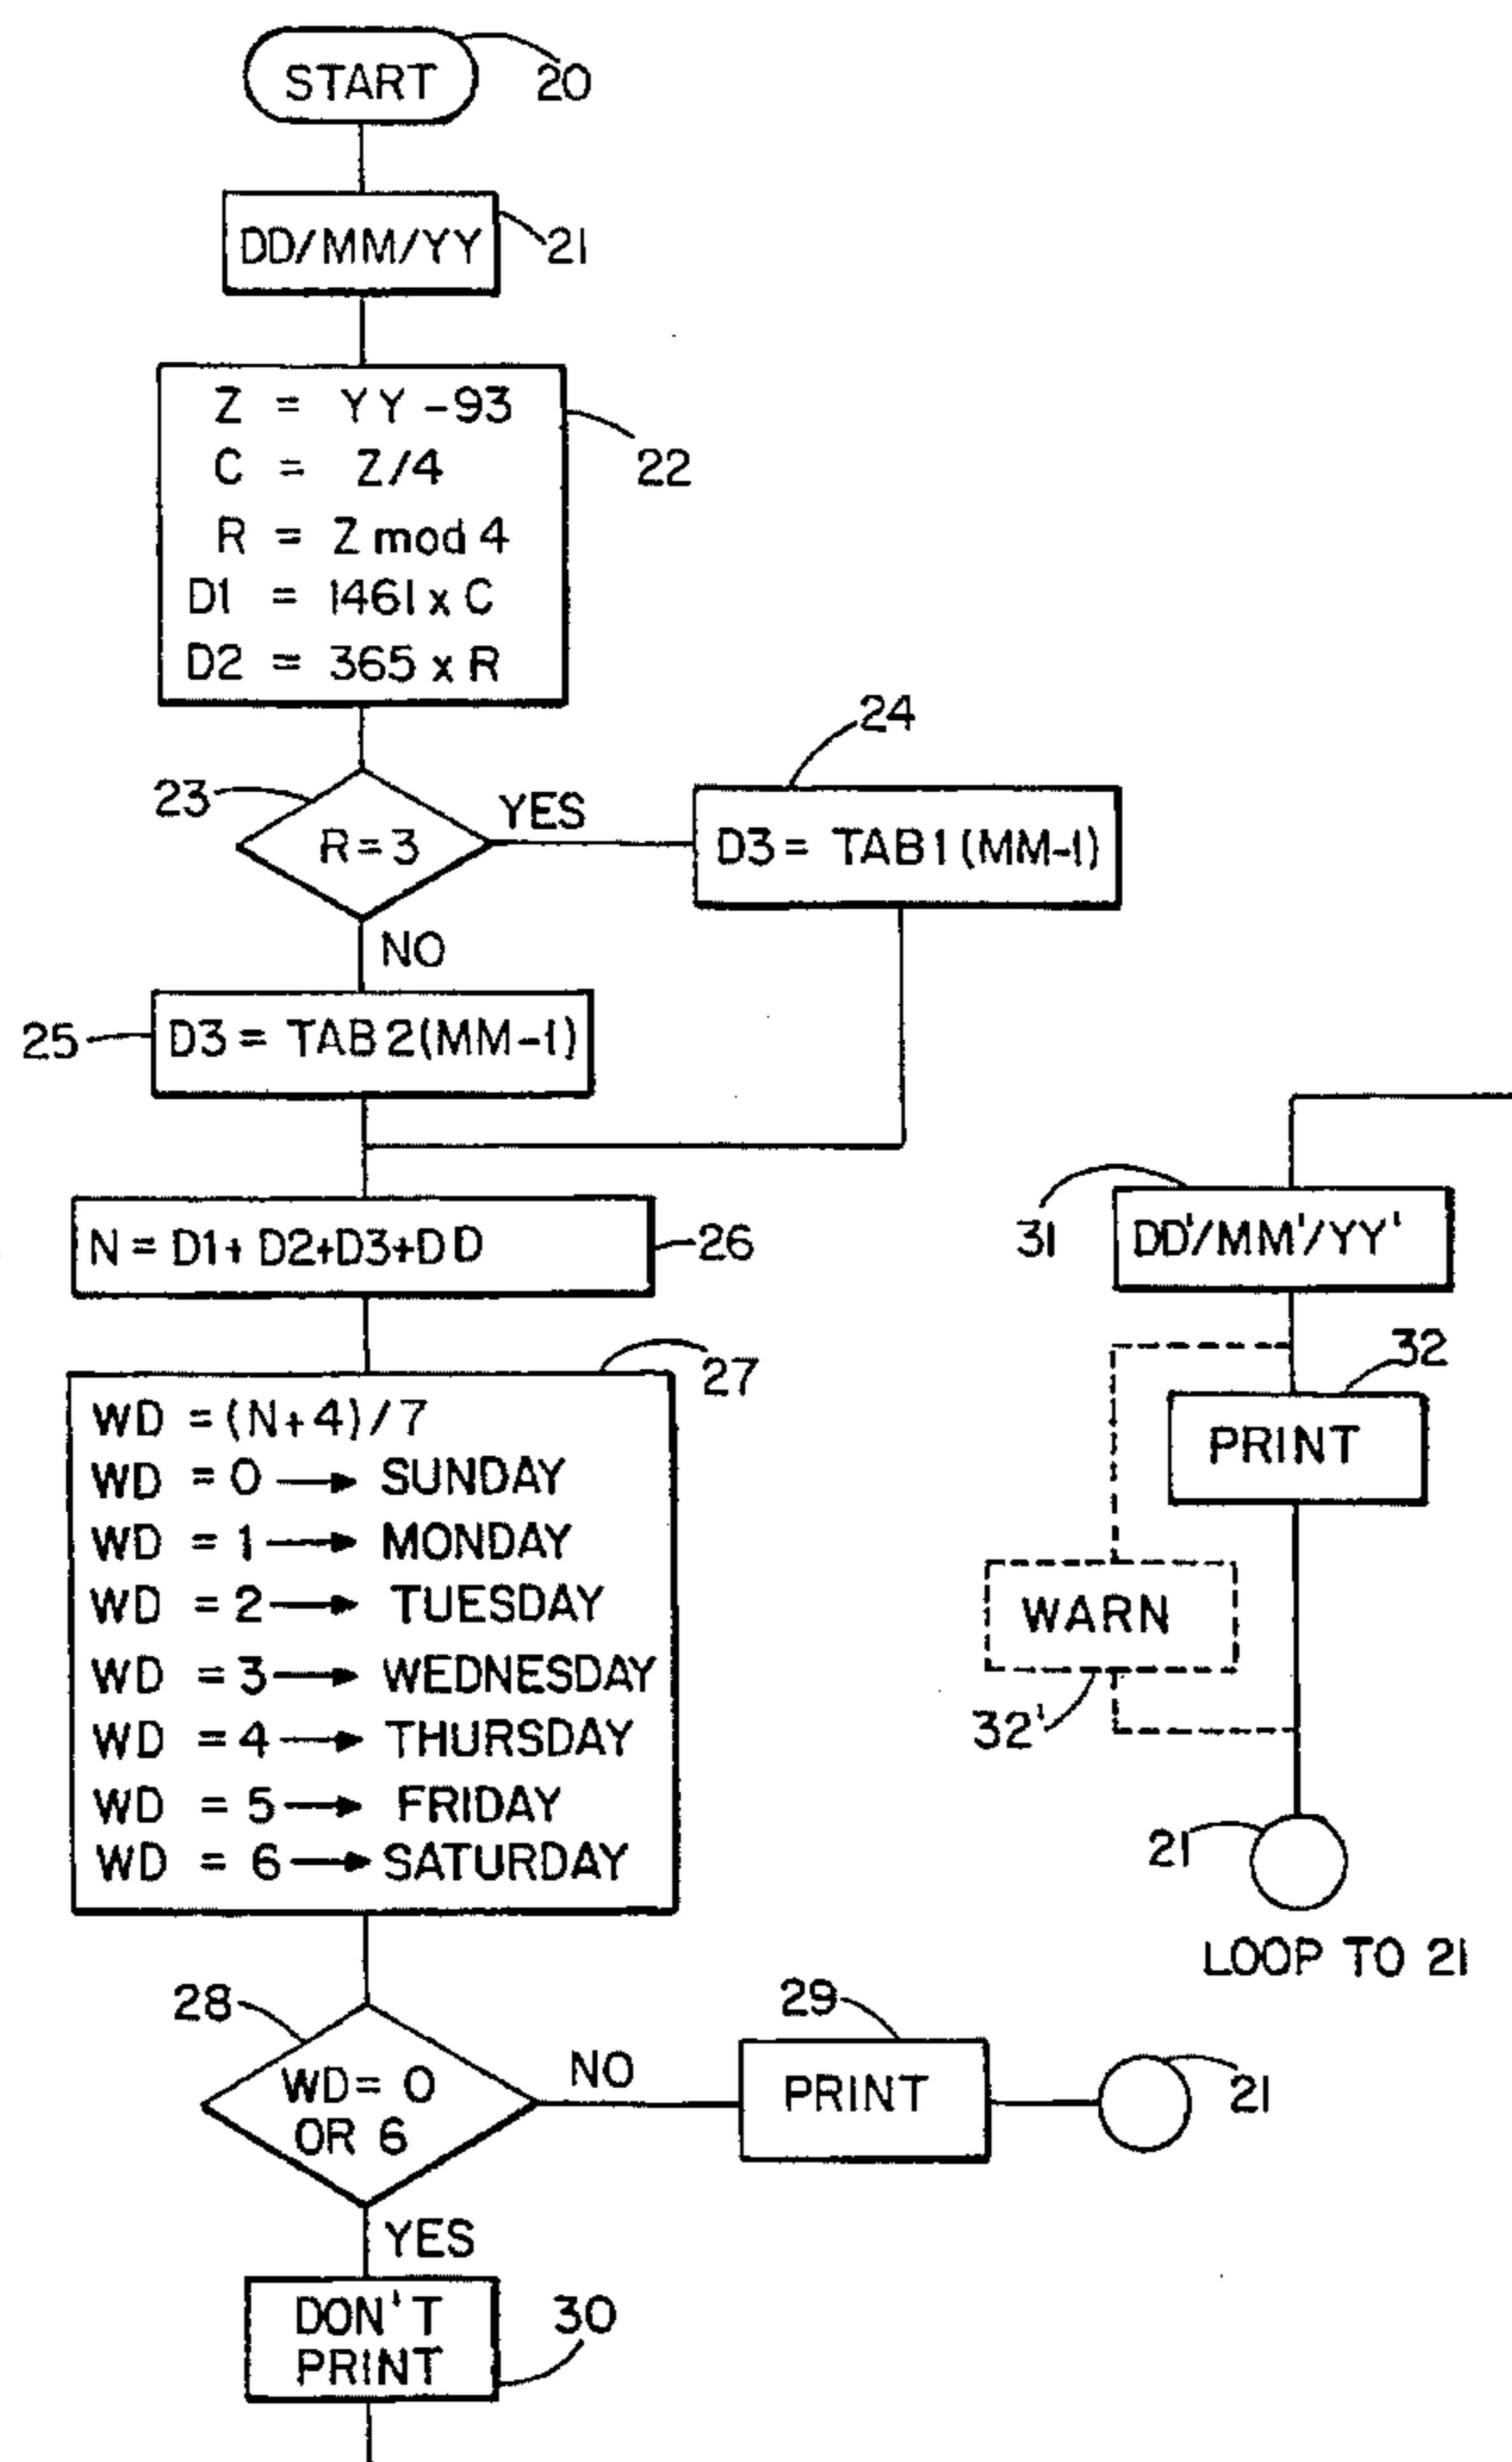 START
20
DD/MM/YY
21
Z = YY-93
C = Z/4
R = Z mod 4
D1 = 1461 x C
D2 = 365 x R
22
23
R=3
YES
24
D3 = TAB1(MM-1)
NO
25
D3 = TAB2(MM-1)
N = D1+D2+D3+DD
26
27
WD = (N+4)/7
WD = 0 → SUNDAY
WD = 1 → MONDAY
WD = 2 → TUESDAY
WD = 3 → WEDNESDAY
WD = 4 → THURSDAY
WD = 5 → FRIDAY
WD = 6 → SATURDAY
28
WD = 0
OR 6
NO
29
PRINT
21
YES
DON'T
PRINT
30
31
DD'/MM'/YY'
32
PRINT
WARN
32'
21
LOOP TO 21